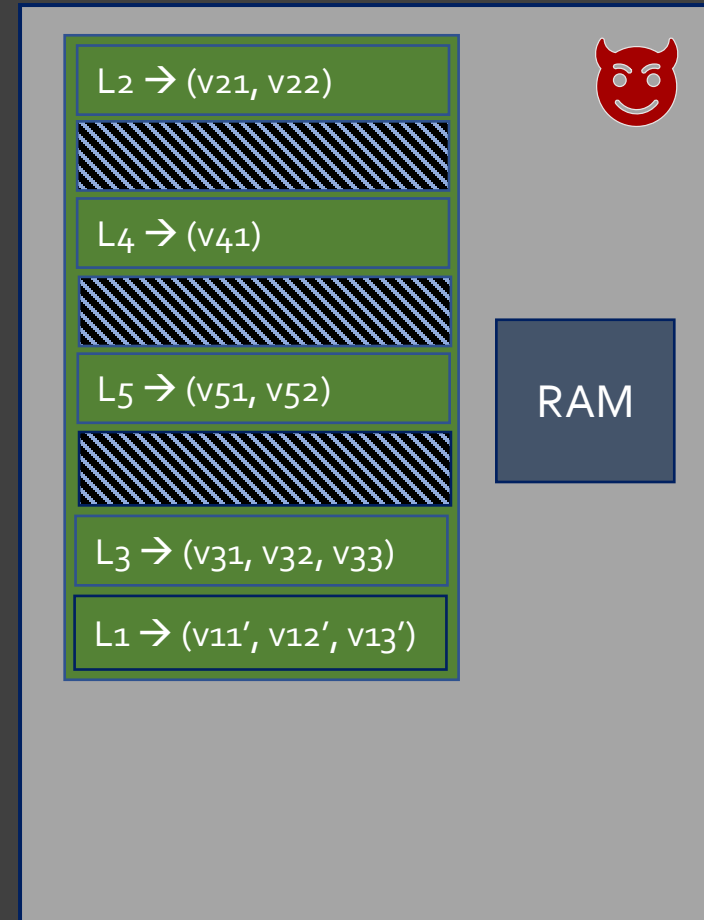 L2 → (v21, v22)
L4 → (v41)
L5 → (v51, v52)
RAM
L3 → (v31, v32, v33)
L1 → (v11’, v12’, v13’)